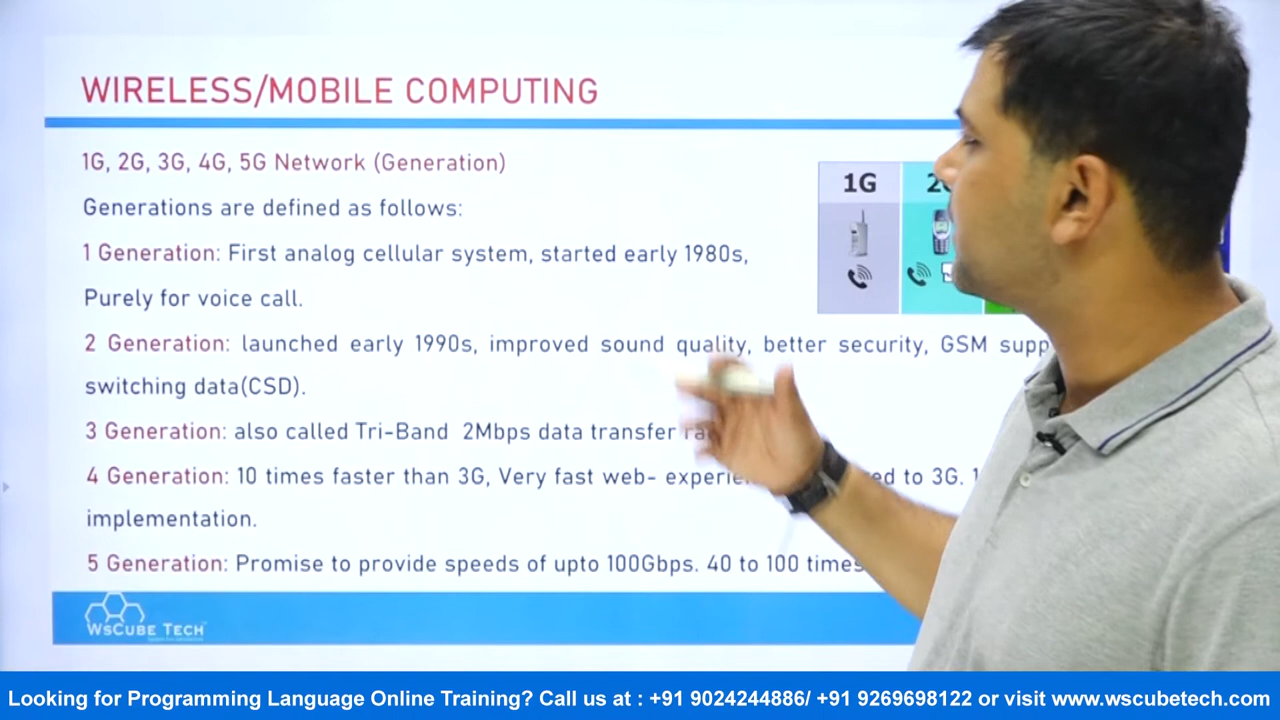 WIRELESS/MOBILE COMPUTING
1G, 2G, 3G, 4G, 5G Network (Generation)
Generations are defined as follows:
1 Generation: First analog cellular system, started early 1980s,
Purely for voice call.
1G
2 Generation: launched early 1990s, improved sound quality, better security, GSM
switching data(CSD).
3 Generation: also called Tri-Band 2Mbps data transfer
4 Generation: 10 times faster than 3G, Very fast web- to 3G.
implementation.
5 Generation: Promise to provide speeds of upto 100Gbps. 40 to 100 times
WsCube Tech
Looking for Programming Language Online Training? Call us at : +91 9024244886/ +91 9269698122 or visit www.wscubetech.com